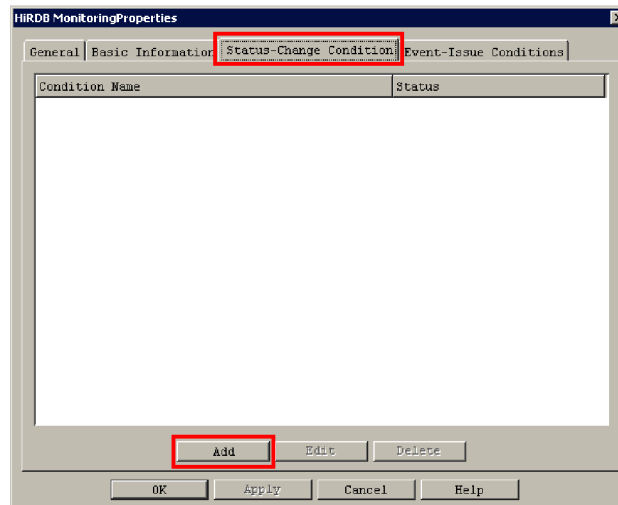 HiRDB MonitoringProperties
General Basic Information Status-Change Condition Event-Issue Conditions
Condition Name Status
Add Edit Delete
OK Apply Cancel Help